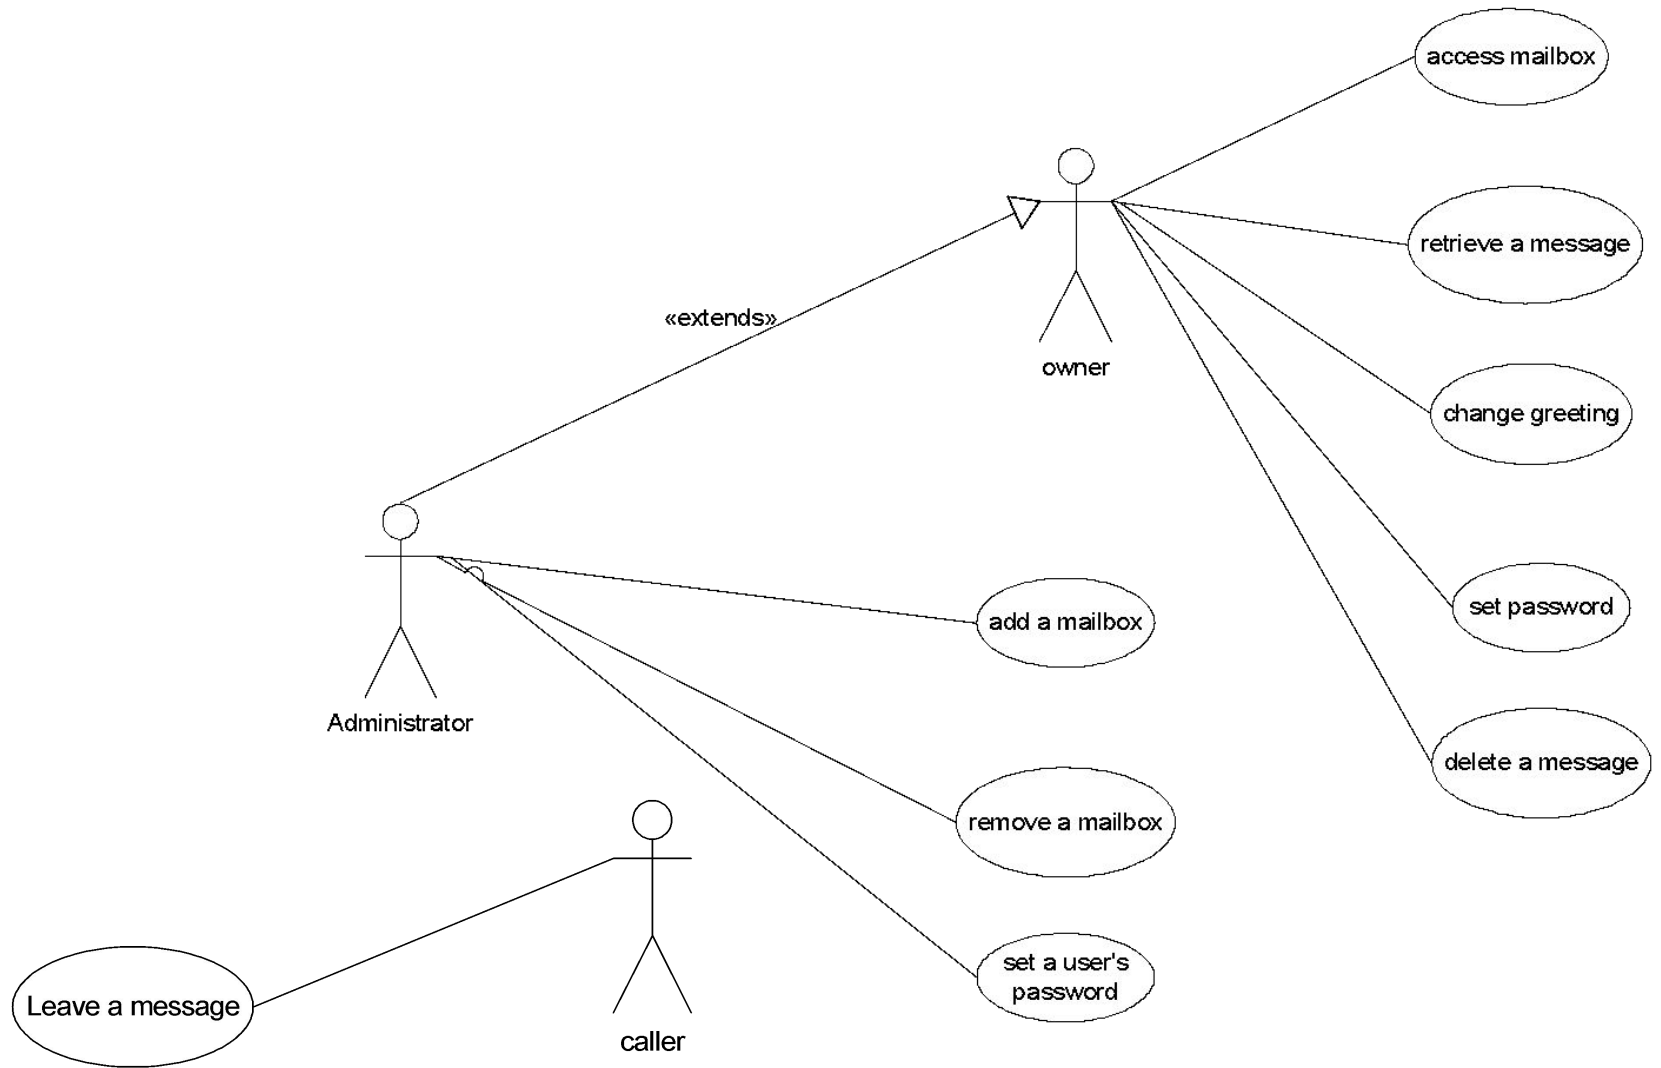 access mailbox
retrieve a message
«extends»
owner
change greeting
set password
add a mailbox
Administrator
delete a message
remove a mailbox
set a user's
password
Leave a message
caller